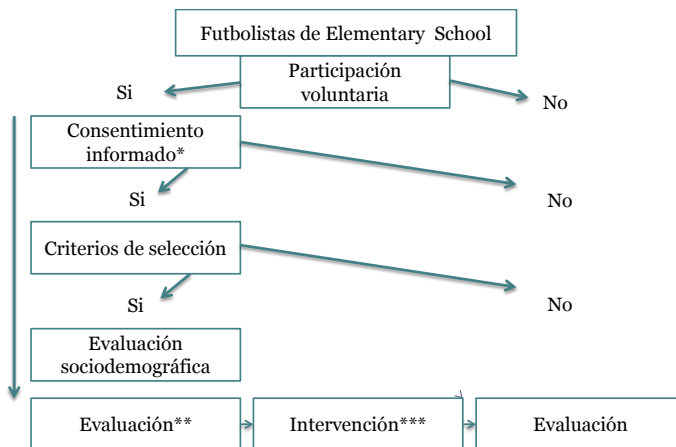 Futbolistas de Elementary School
Participación
voluntaria
Si
No
Consentimiento
informado*
Si
No
Criterios de selección
Si
No
Evaluación
sociodemográfica
Evaluación**
Intervención***
Evaluación